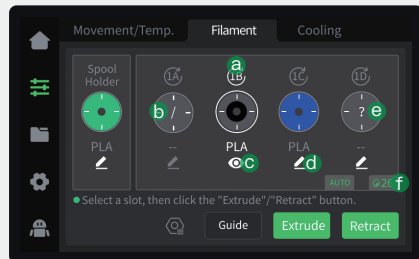 Movement/Temp. Filament Cooling
a
Spool Holder
1A 1B 1C 1D
b / ? e
PLA -- PLA PLA --
c d
AUTO f
Select a slot, then click the "Extrude"/"Retract" button.
Guide Extrude Retract